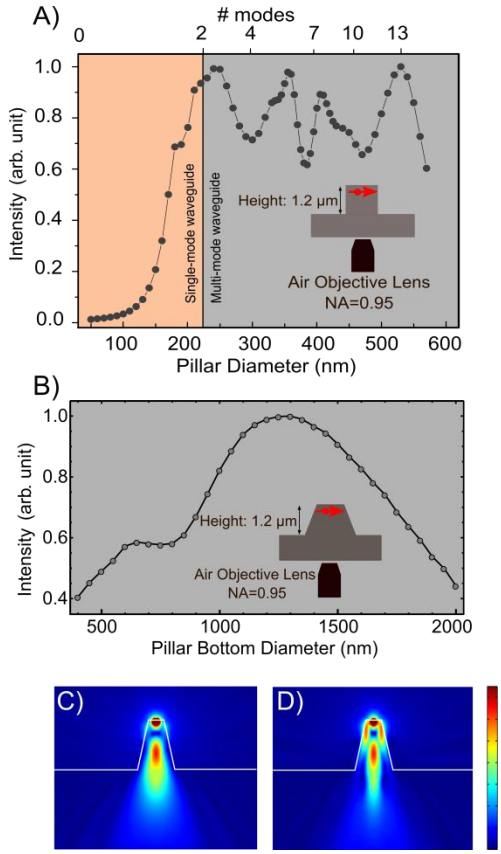 A)
# modes
0 2 4 7 10 13
Intensity (arb. unit)
1.0
0.8
0.6
0.4
0.2
0.0
Single-mode waveguide
Multi-mode waveguide
Height: 1.2 µm
Air Objective Lens
NA=0.95
100 200 300 400 500 600
Pillar Diameter (nm)
B)
Intensity (arb. unit)
1.0
0.8
0.6
0.4
Height: 1.2 µm
Air Objective Lens
NA=0.95
500 1000 1500 2000
Pillar Bottom Diameter (nm)
C) D)